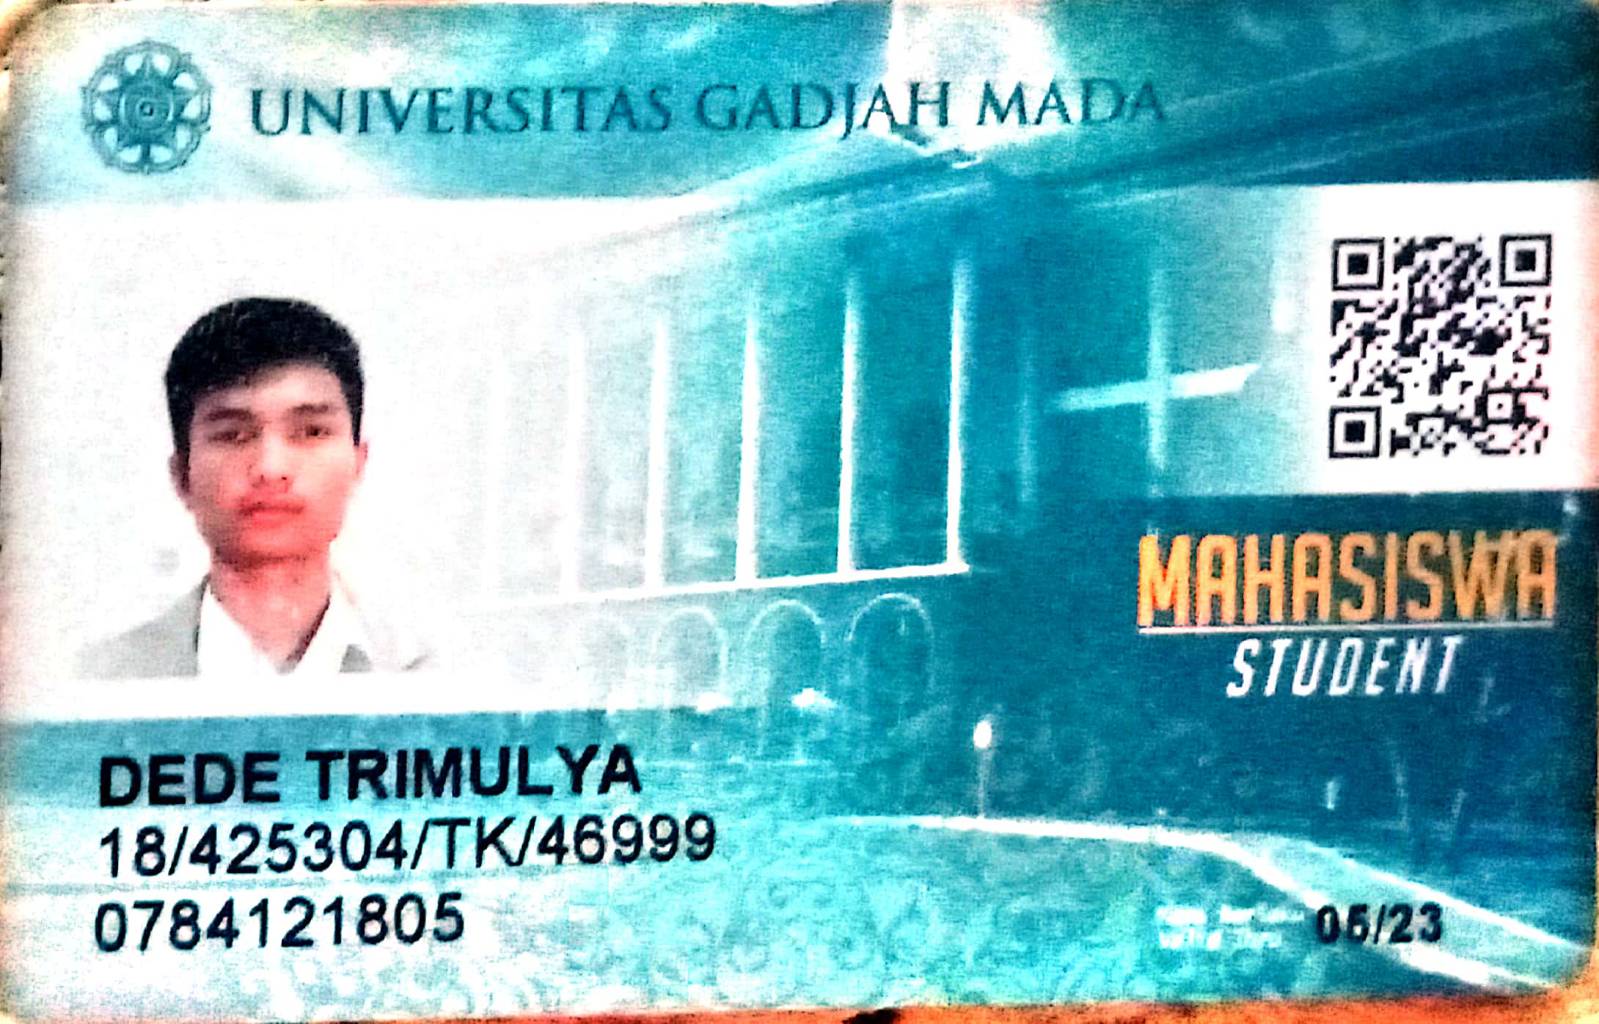 UNIVERSITAS GADJAH MADA
MAHASISWA
STUDENT
DEDE TRIMULYA
18/425304/TK/46999
0784121805
05/23